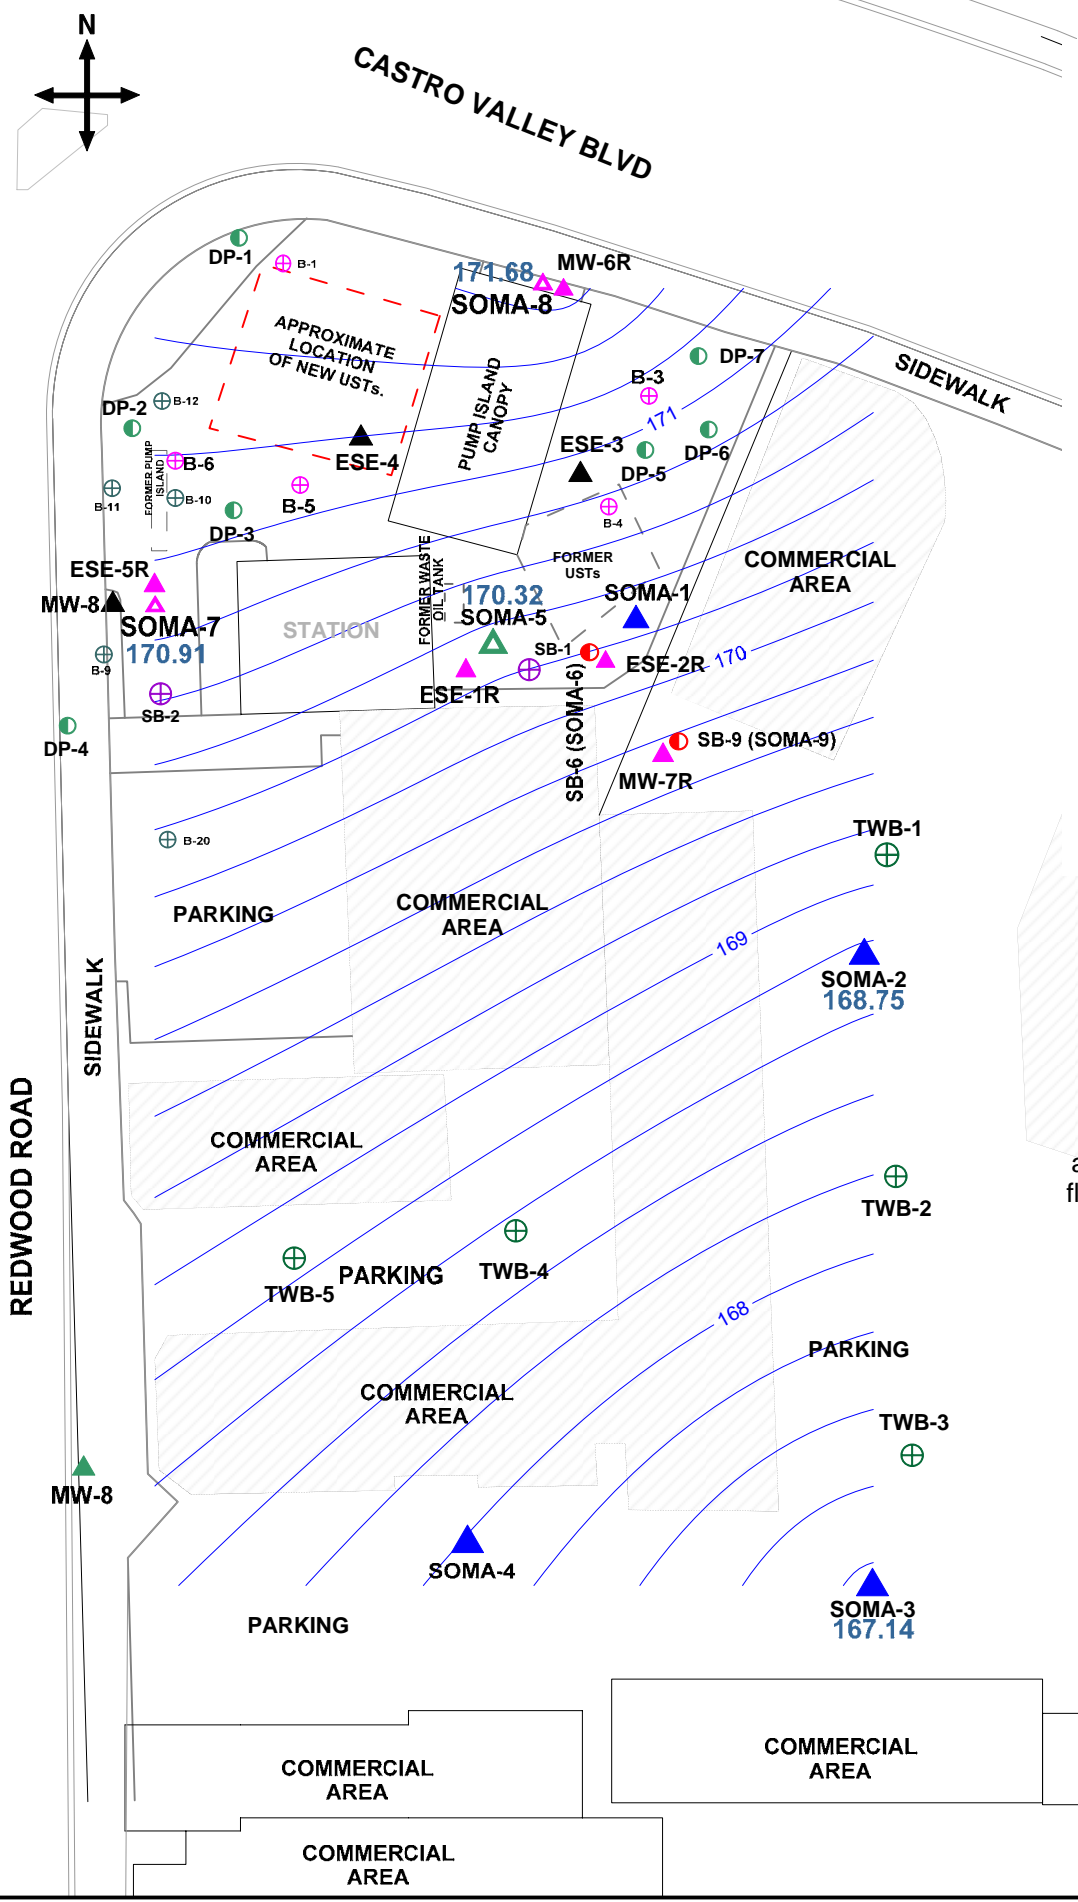 N
CASTRO VALLEY BLVD
DP-1
B-1
171.68
MW-6R
SOMA-8
APPROXIMATE
LOCATION
OF NEW USTs.
DP-7
SIDEWALK
B-3
PUMP ISLAND
CANOPY
171
DP-2
B-12
ESE-3
DP-6
DP-5
ESE-4
FORMER PUMP
ISLAND
B-6
B-11
B-10
B-5
B-4
DP-3
FORMER
USTs
COMMERCIAL
AREA
ESE-5R
FORMER WASTE
OIL TANK
170.32
SOMA-5
SOMA-1
MW-8
SOMA-7
170.91
STATION
SB-1
ESE-2R
170
B-9
ESE-1R
SB-2
SB-6 (SOMA-6)
DP-4
SB-9 (SOMA-9)
MW-7R
B-20
TWB-1
PARKING
COMMERCIAL
AREA
169
SOMA-2
168.75
SIDEWALK
REDWOOD ROAD
COMMERCIAL
AREA
a
fl
TWB-2
TWB-4
TWB-5
PARKING
168
PARKING
COMMERCIAL
AREA
TWB-3
MW-8
SOMA-4
SOMA-3
167.14
PARKING
COMMERCIAL
AREA
COMMERCIAL
AREA
COMMERCIAL
AREA